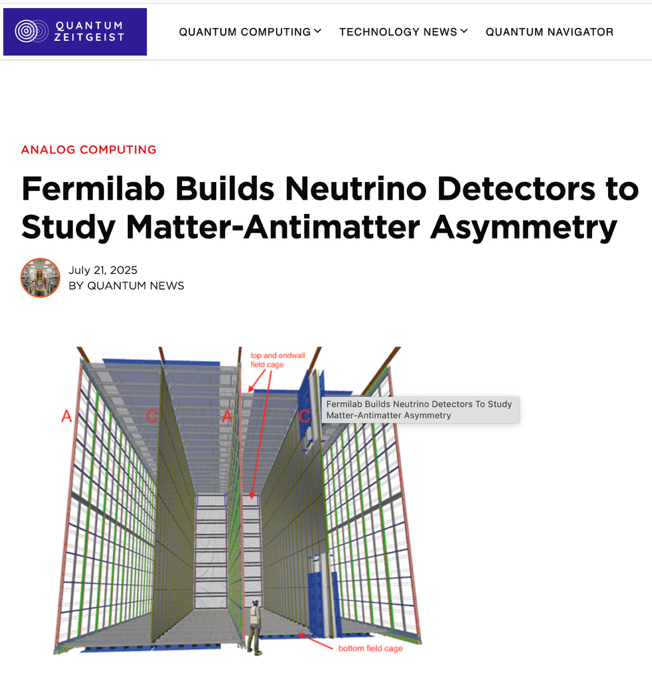 QUANTUM
ZEITGEIST
QUANTUM COMPUTING
TECHNOLOGY NEWS
QUANTUM NAVIGATOR
ANALOG COMPUTING
Fermilab Builds Neutrino Detectors to
Study Matter-Antimatter Asymmetry
July 21, 2025
BY QUANTUM NEWS
top and endwall
field cage
A
C
A
C
Fermilab Builds Neutrino Detectors To Study
Matter-Antimatter Asymmetry
bottom field cage